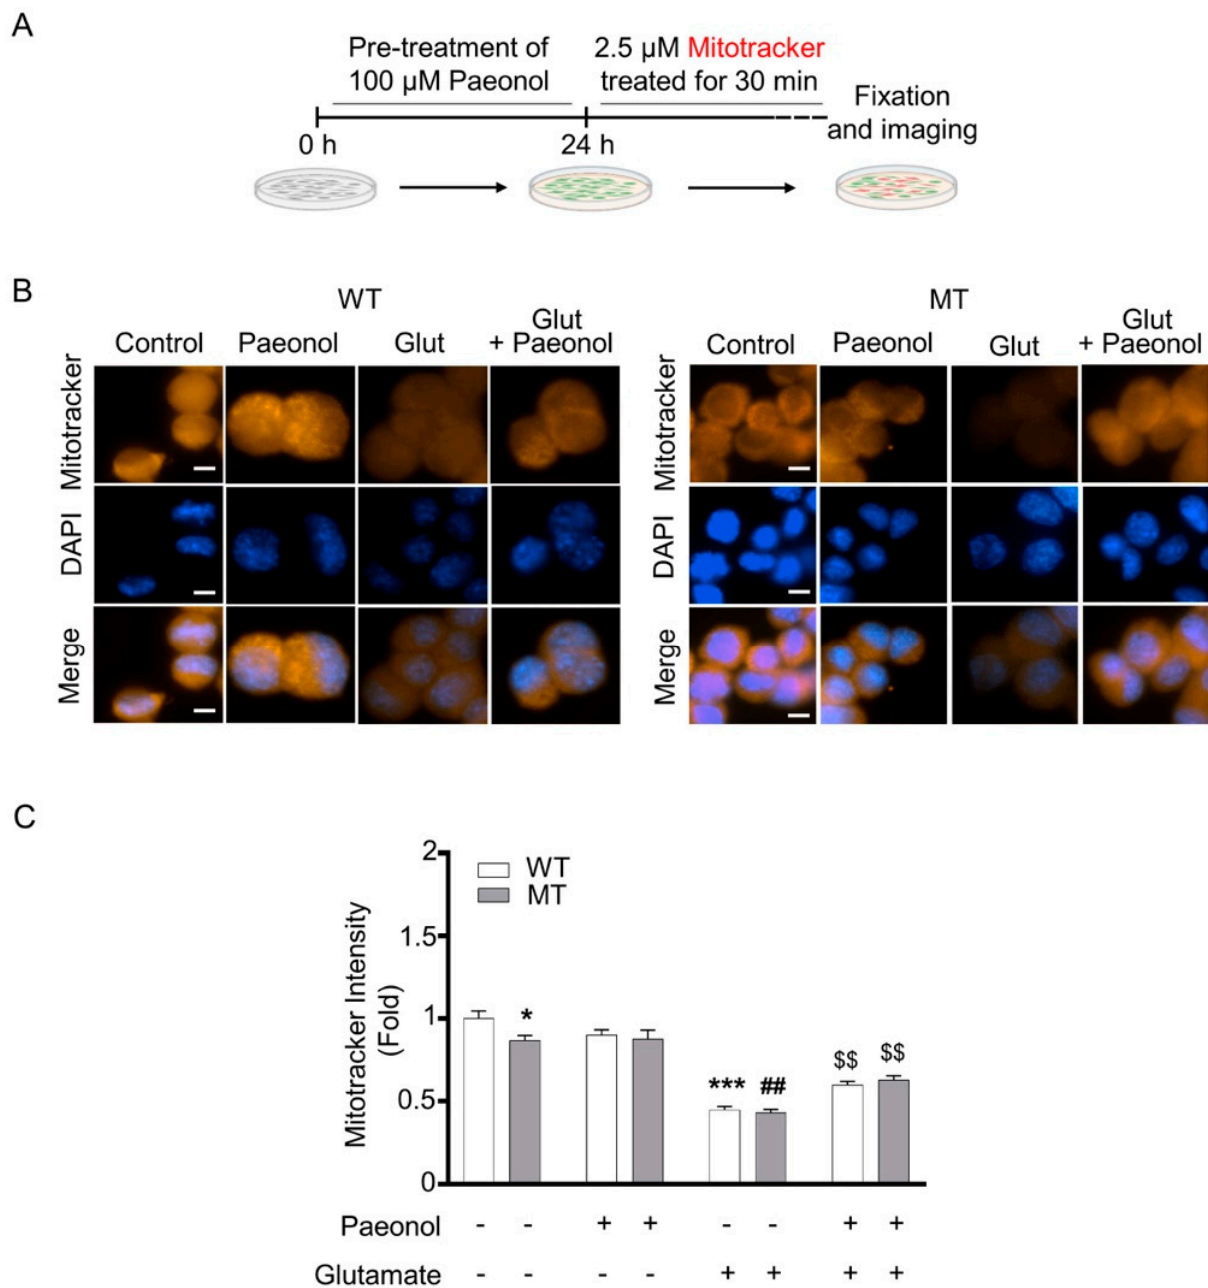 A
Pre-treatment of
100 µM Paeonol
2.5 µM Mitotracker
treated for 30 min
Fixation
and imaging
0 h
24 h
B
WT
Control
Paeonol
Glut
Glut
+ Paeonol
Mitotracker
DAPI
Merge
MT
Control
Paeonol
Glut
Glut
+ Paeonol
Mitotracker
DAPI
Merge
C
Mitotracker Intensity
(Fold)
2
1.5
1
0.5
0
WT
MT
*
***
##
$$
$$
Paeonol - - + + - - + +
Glutamate - - - - + + + +